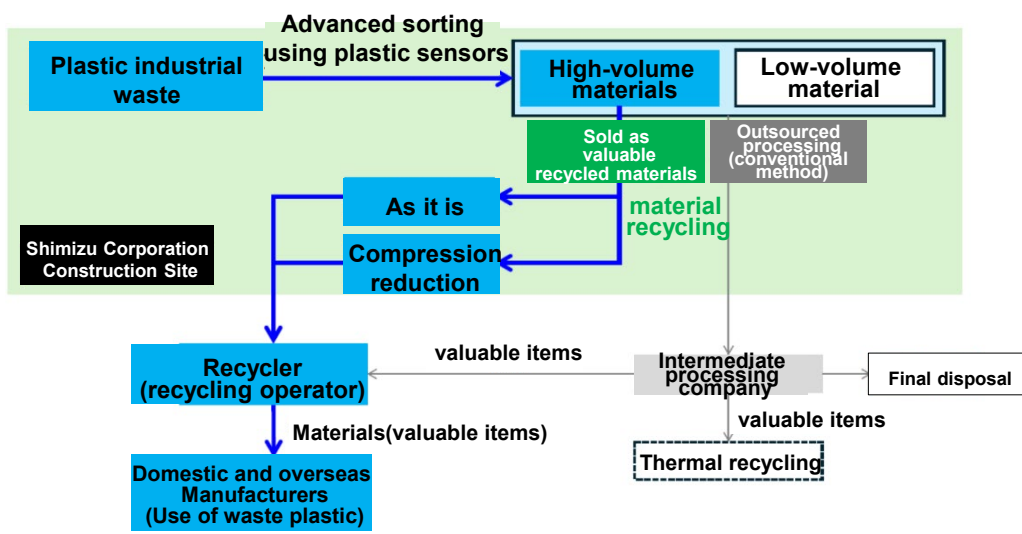 Advanced sorting
using plastic sensors
Plastic industrial
waste
High-volume
materials
Low-volume
material
Sold as
valuable
recycled materials
Outsourced
processing
(conventional
method)
As it is
material
recycling
Shimizu Corporation
Construction Site
Compression
reduction
Recycler
(recycling operator)
valuable items
Intermediate
processing
company
Final disposal
Materials(valuable items)
valuable items
Domestic and overseas
Manufacturers
(Use of waste plastic)
Thermal recycling